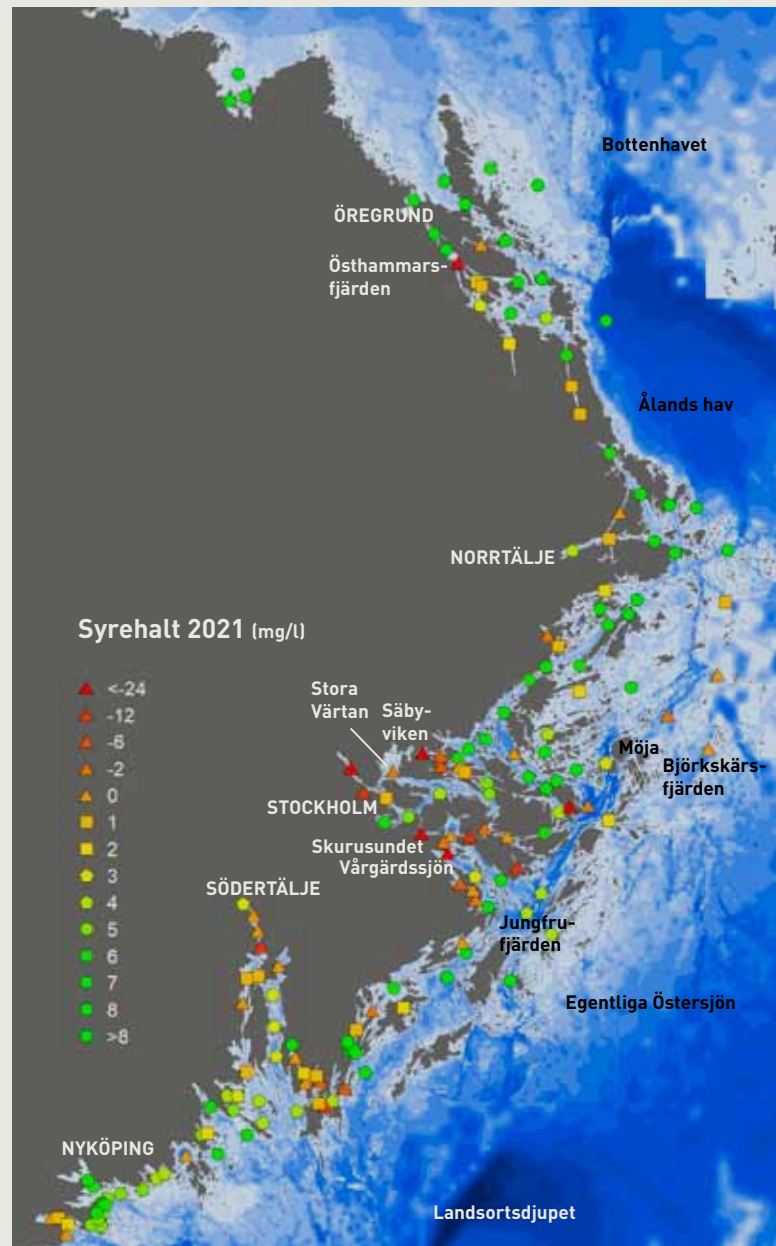 Bottenhavet
ÖREGRUND
Östhammars-
fjärden
Ålands hav
NORRTÄLJE
Syrehalt 2021 (mg/l)
<-24
-12
-6
-2
0
1
2
3
4
5
6
7
8
>8
Stora
Värtan
Säby-
viken
Möja
Björkskärs-
fjärden
STOCKHOLM
Skurusundet
Vårgärdssjön
SÖDERTÄLJE
Jungfru-
fjärden
Egentliga Östersjön
NYKÖPING
Landsortsdjupet